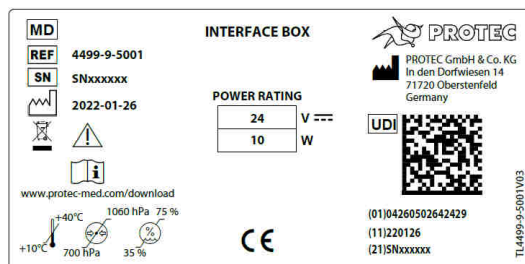 MD
INTERFACE BOX
PROTEC
REF 4499-9-5001
SN SNxxxxxx
2022-01-26
PROTEC GmbH & Co. KG
In den Dorfwiesen 14
71720 Oberstenfeld
Germany
POWER RATING
24 V
10 W
UDI
i
www.protec-med.com/download
+40°C
+10°C
1060 hPa
700 hPa
75 %
%
35 %
CE
(01)04260502642429
(11)220126
(21)SNxxxxxx
TL4499-9-5001V03